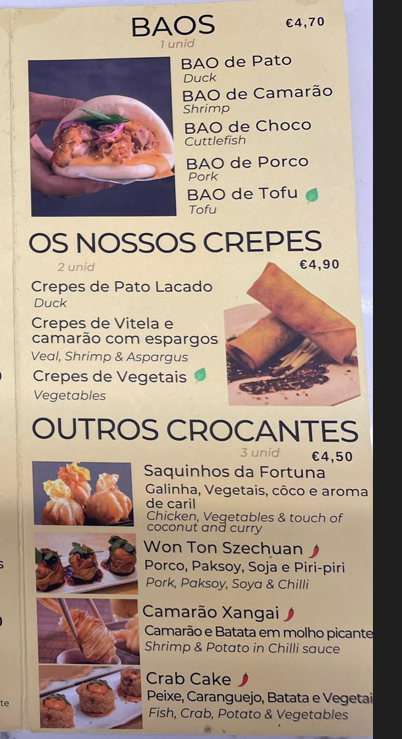 BAOS
€4,70
1 unid
BAO de Pato
Duck
BAO de Camarão
Shrimp
BAO de Choco
Cuttlefish
BAO de Porco
Pork
BAO de Tofu
Tofu
OS NOSSOS CREPES
2 unid
€4,90
Crepes de Pato Lacado
Duck
Crepes de Vitela e
camarão com espargos
Veal, Shrimp & Aspargus
Crepes de Vegetais
Vegetables
OUTROS CROCANTES
3 unid
€4,50
Saquinhos da Fortuna
Galinha, Vegetais, côco e aroma
de caril
Chicken, Vegetables & touch of
coconut and curry
Won Ton Szechuan
Porco, Paksoy, Soja e Piri-piri
Pork, Paksoy, Soya & Chilli
Camarão Xangai
Camarão e Batata em molho picante
Shrimp & Potato in Chilli sauce
Crab Cake
Peixe, Caranguejo, Batata e Vegetai
Fish, Crab, Potato & Vegetables